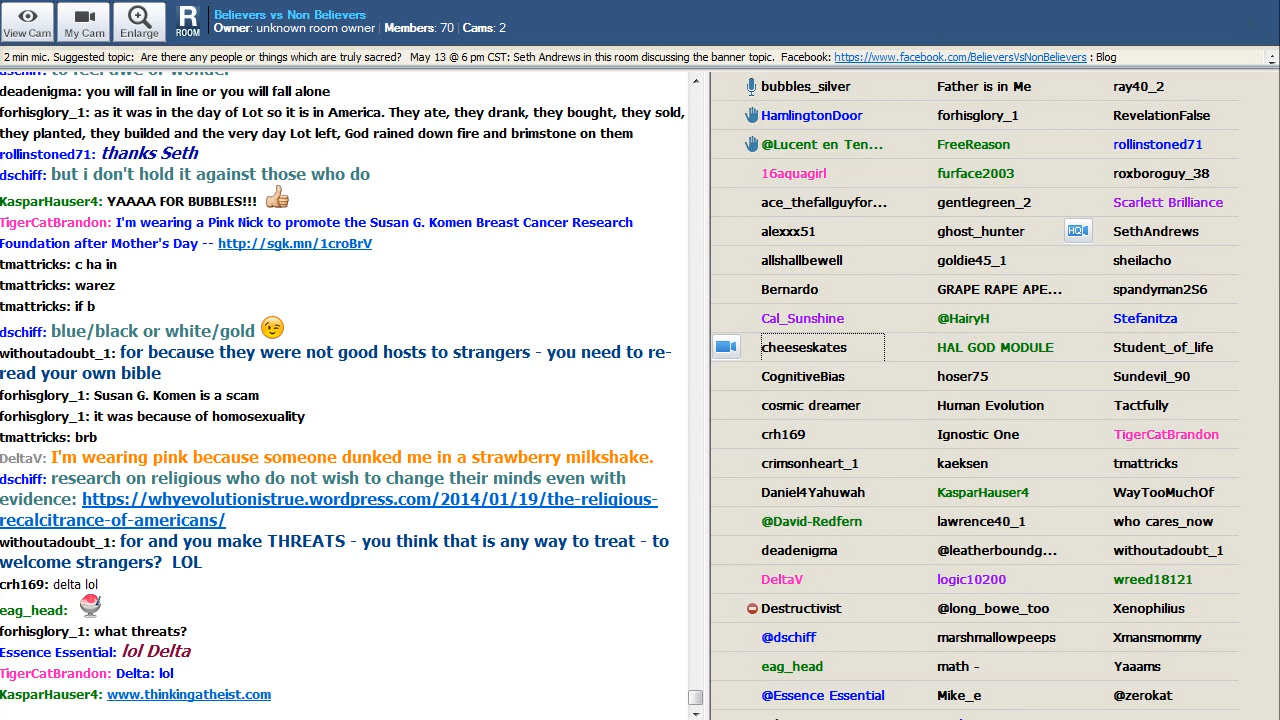 View Cam
My Cam
Enlarge
R
ROOM
Believers vs Non Believers
Owner: unknown room owner | Members: 70 | Cams: 2
2 min mic. Suggested topic: Are there any people or things which are truly sacred? May 13 @ 6 pm CST: Seth Andrews in this room discussing the banner topic. Facebook: https://www.facebook.com/BelieversVsNonBelievers : Blog
dschiff: to feel awe or wonder
deadenigma: you will fall in line or you will fall alone
forhisglory_1: as it was in the day of Lot so it is in America. They ate, they drank, they bought, they sold,
they planted, they builded and the very day Lot left, God rained down fire and brimstone on them
rollinstoned71: thanks Seth
dschiff: but i don't hold it against those who do
KasparHauser4: YAAAA FOR BUBBLES!!!
TigerCatBrandon: I'm wearing a Pink Nick to promote the Susan G. Komen Breast Cancer Research
Foundation after Mother's Day -- http://sgk.mn/1croBrV
tmattricks: c ha in
tmattricks: warez
tmattricks: if b
dschiff: blue/black or white/gold
withoutadoubt_1: for because they were not good hosts to strangers - you need to re-
read your own bible
forhisglory_1: Susan G. Komen is a scam
forhisglory_1: it was because of homosexuality
tmattricks: brb
DeltaV: I'm wearing pink because someone dunked me in a strawberry milkshake.
dschiff: research on religious who do not wish to change their minds even with
evidence: https://whyevolutionistrue.wordpress.com/2014/01/19/the-religious-
recalcitrance-of-americans/
withoutadoubt_1: for and you make THREATS - you think that is any way to treat - to
welcome strangers? LOL
crh169: delta lol
eag_head:
forhisglory_1: what threats?
Essence Essential: lol Delta
TigerCatBrandon: Delta: lol
KasparHauser4: www.thinkingatheist.com
bubbles_silver Father is in Me ray40_2
HamlingtonDoor forhisglory_1 RevelationFalse
@Lucent en Ten... FreeReason rollinstoned71
16aquagirl furface2003 roxboroguy_38
ace_thefallguyfor... gentlegreen_2 Scarlett Brilliance
alexxx51 ghost_hunter HQ SethAndrews
allshallbewell goldie45_1 sheilacho
Bernardo GRAPE RAPE APE... spandyman2S6
Cal_Sunshine @HairyH Stefanitza
cheeseskates HAL GOD MODULE Student_of_life
CognitiveBias hoser75 Sundevil_90
cosmic dreamer Human Evolution Tactfully
crh169 Ignostic One TigerCatBrandon
crimsonheart_1 kaeksen tmattricks
Daniel4Yahuwah KasparHauser4 WayTooMuchOf
@David-Redfern lawrence40_1 who cares_now
deadenigma @leatherboundg... withoutadoubt_1
DeltaV logic10200 wreed18121
Destructivist @long_bowe_too Xenophilius
@dschiff marshmallowpeeps Xmansmommy
eag_head math - Yaaams
@Essence Essential Mike_e @zerokat